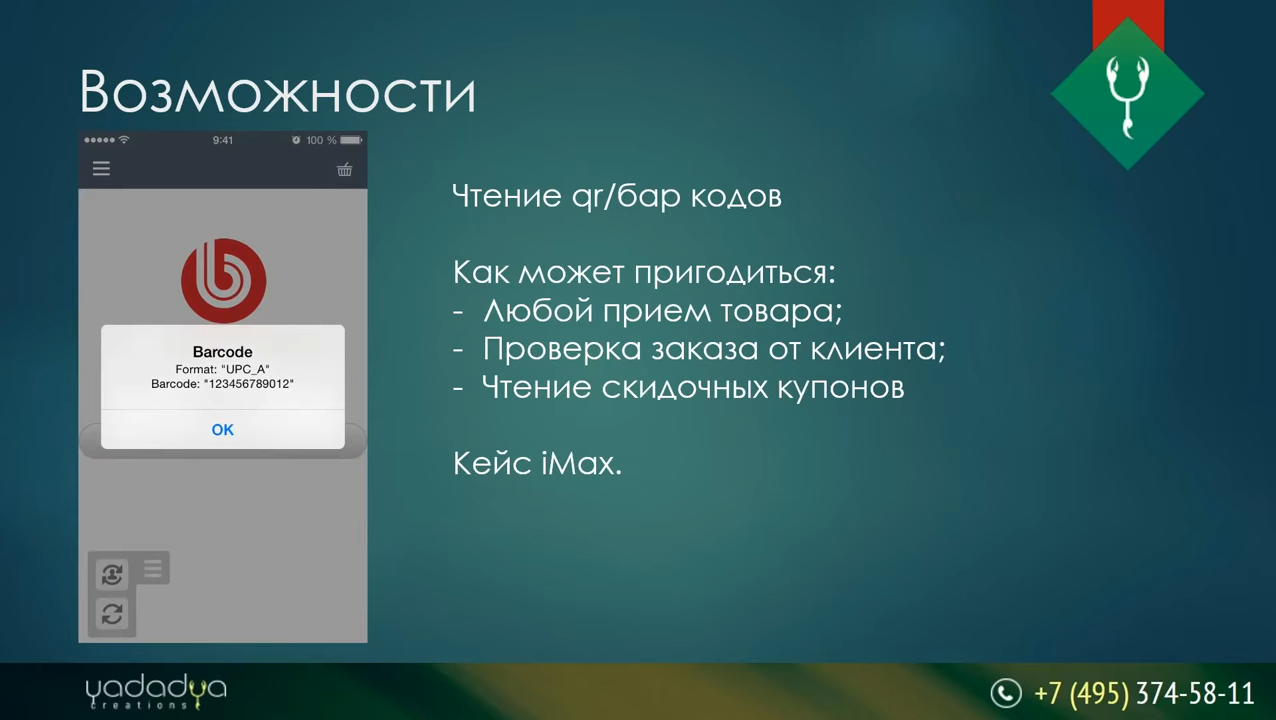 Возможности
9:41
100 %
Barcode
Format: "UPC_A"
Barcode: "123456789012"
OK
Чтение qr/бар кодов
Как может пригодиться:
- Любой прием товара;
- Проверка заказа от клиента;
- Чтение скидочных купонов
Кейс iMax.
yadadya
creations
+7 (495) 374-58-11